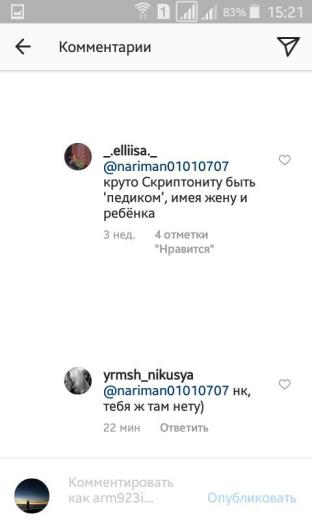 1 83% 15:21
Комментарии
_.elliisa._
@nariman01010707
круто Скриптониту быть
'педиком', имея жену и
ребёнка
3 нед. 4 отметки
"Нравится"
yrmsh_nikusya
@nariman01010707 нк,
тебя ж там нету)
22 мин Ответить
Комментировать
как arm923i... Опубликовать